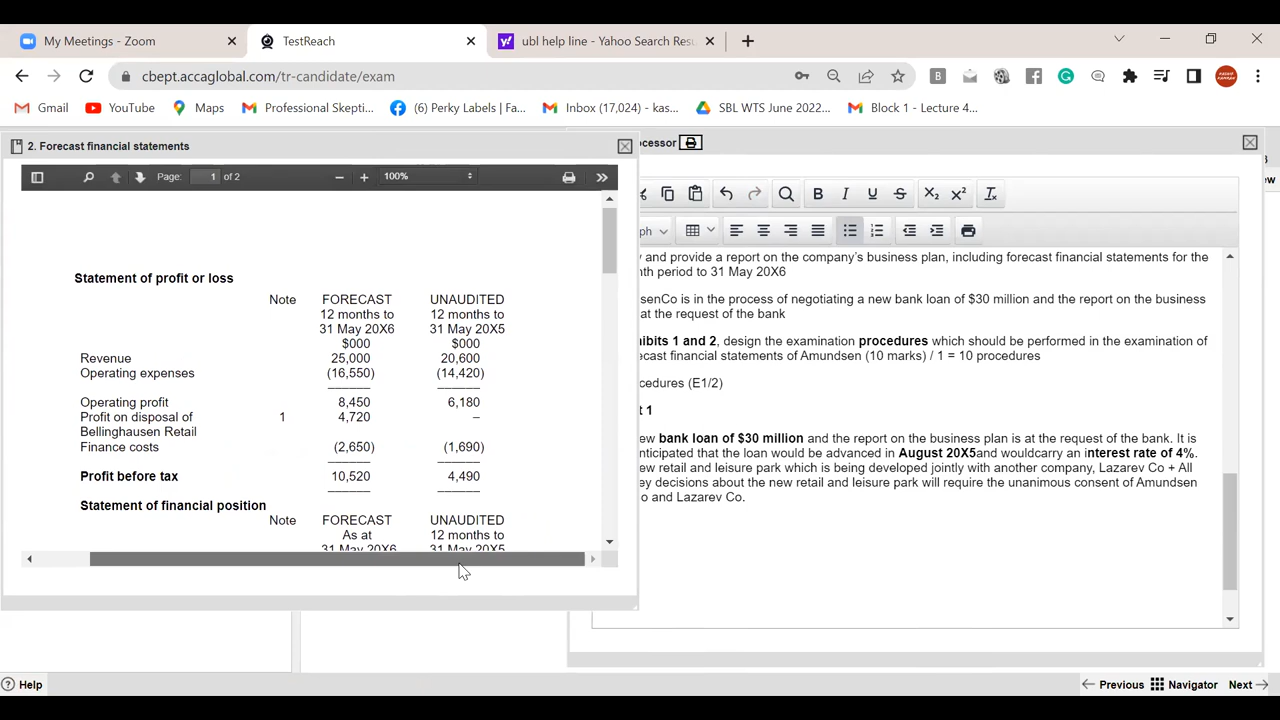 My Meetings - Zoom
TestReach
ubl help line - Yahoo Search Resu
cbept.accaglobal.com/tr-candidate/exam
Gmail
YouTube
Maps
Professional Skepti...
(6) Perky Labels | Fa...
Inbox (17,024) - kas...
SBL WTS June 2022...
Block 1 - Lecture 4...
2. Forecast financial statements
Page: 1 of 2
100%
Statement of profit or loss
Note FORECAST UNAUDITED
12 months to 12 months to
31 May 20X6 31 May 20X5
$000 $000
Revenue 25,000 20,600
Operating expenses (16,550) (14,420)
Operating profit 8,450 6,180
Profit on disposal of 1 4,720 –
Bellinghausen Retail
Finance costs (2,650) (1,690)
Profit before tax 10,520 4,490
Statement of financial position
Note FORECAST UNAUDITED
As at 12 months to
31 May 20X6 31 May 20X5
ocessor
B I U S X2 X² Tx
ph
w and provide a report on the company's business plan, including forecast financial statements for the
nth period to 31 May 20X6
senCo is in the process of negotiating a new bank loan of $30 million and the report on the business
at the request of the bank
hibits 1 and 2, design the examination procedures which should be performed in the examination of
ecast financial statements of Amundsen (10 marks) / 1 = 10 procedures
cedures (E1/2)
t 1
ew bank loan of $30 million and the report on the business plan is at the request of the bank. It is
nticipated that the loan would be advanced in August 20X5and wouldcarry an interest rate of 4%.
ew retail and leisure park which is being developed jointly with another company, Lazarev Co + All
ey decisions about the new retail and leisure park will require the unanimous consent of Amundsen
o and Lazarev Co.
3
ew
Help
Previous
Navigator
Next